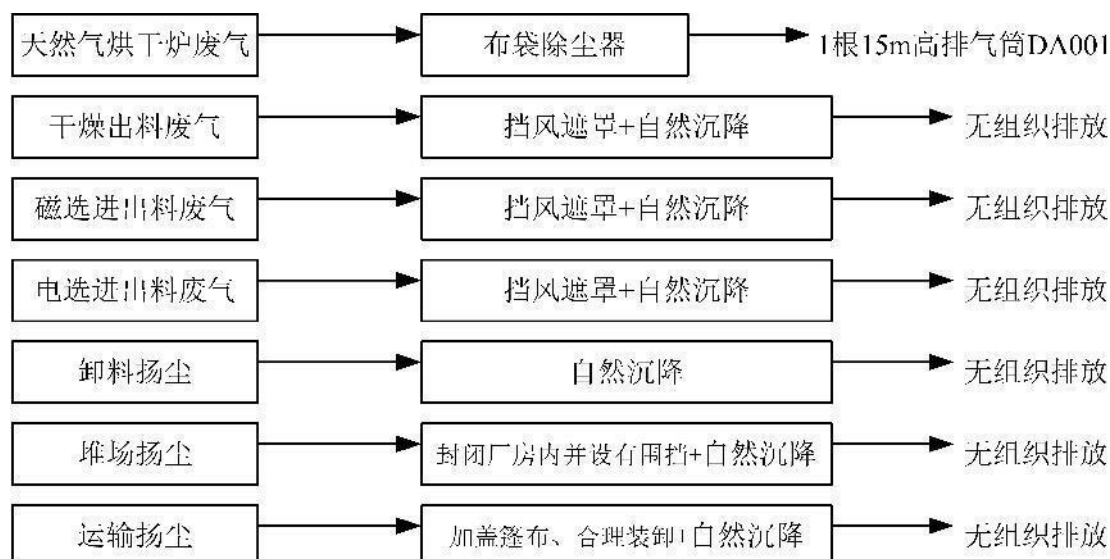 天然气烘干炉废气 布袋除尘器 1根15m高排气筒DA001
干燥出料废气 挡风遮罩+自然沉降 无组织排放
磁选进出料废气 挡风遮罩+自然沉降 无组织排放
电选进出料废气 挡风遮罩+自然沉降 无组织排放
卸料扬尘 自然沉降 无组织排放
堆场扬尘 封闭厂房内并设有围挡+自然沉降 无组织排放
运输扬尘 加盖篷布、合理装卸+自然沉降 无组织排放